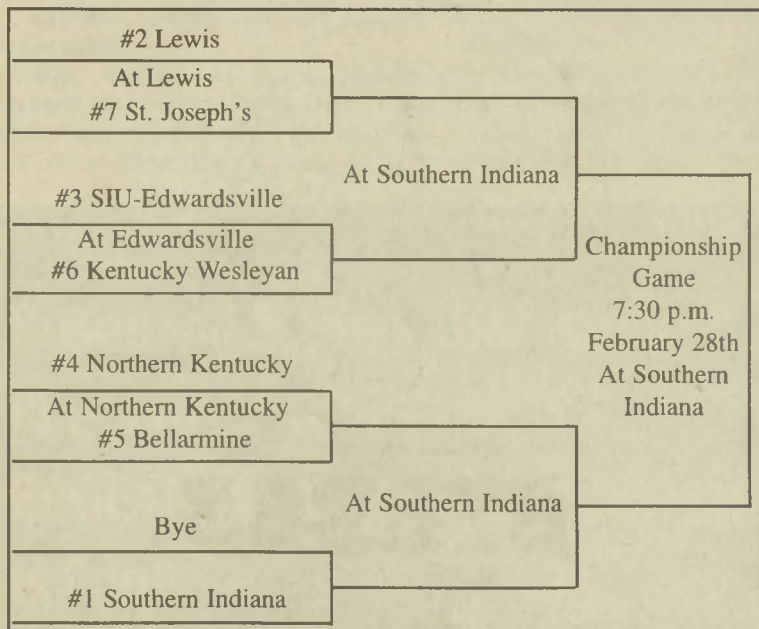 #2 Lewis
At Lewis
#7 St. Joseph's
At Southern Indiana
#3 SIU-Edwardsville
At Edwardsville
#6 Kentucky Wesleyan
Championship
Game
7:30 p.m.
February 28th
At Southern
Indiana
#4 Northern Kentucky
At Northern Kentucky
#5 Bellarmine
At Southern Indiana
Bye
#1 Southern Indiana